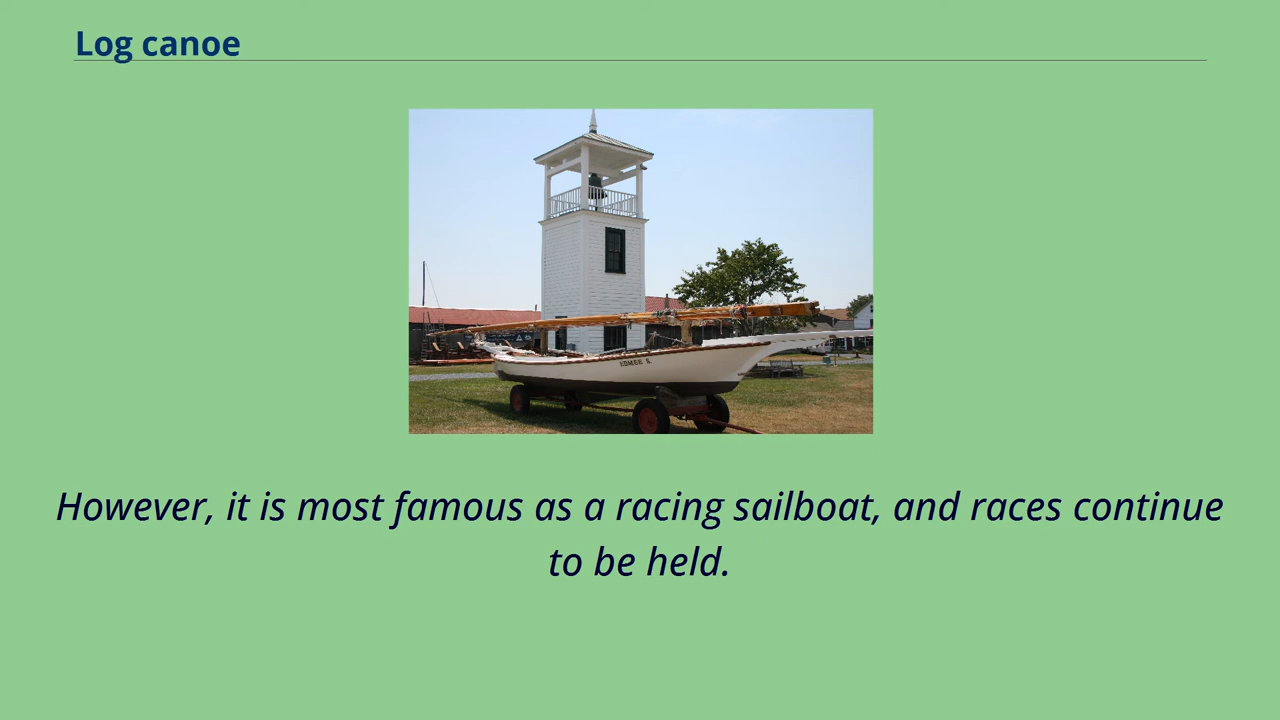 Log canoe
However, it is most famous as a racing sailboat, and races continue
to be held.